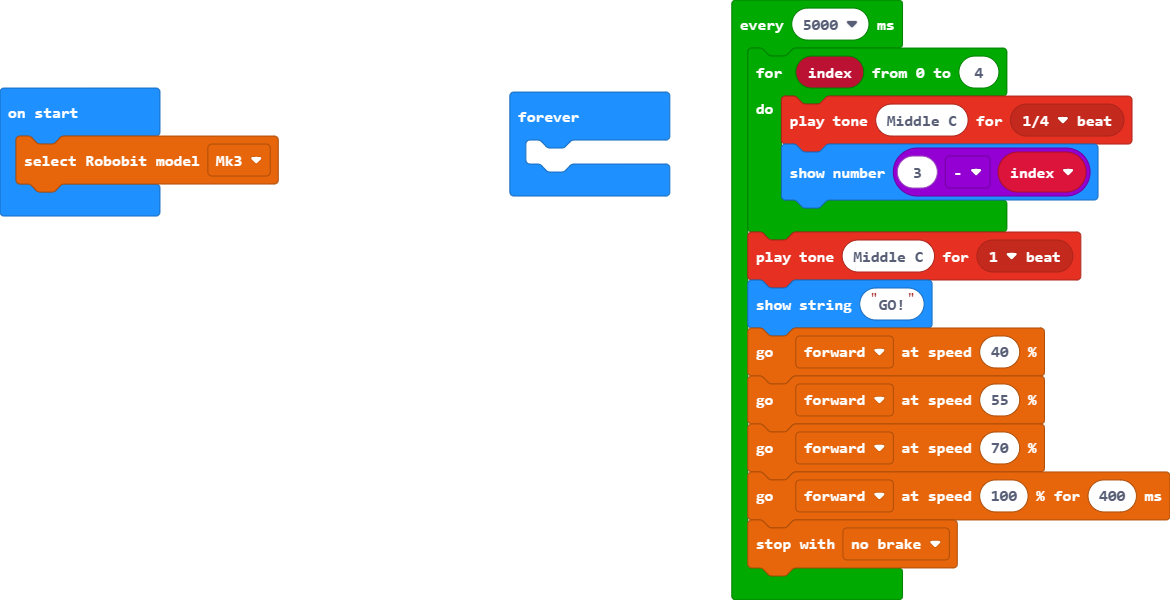 on start
select Robobit model Mk3
forever
every 5000 ms
for index from 0 to 4
do
play tone Middle C for 1/4 beat
show number 3 - index
play tone Middle C for 1 beat
show string "GO!"
go forward at speed 40 %
go forward at speed 55 %
go forward at speed 70 %
go forward at speed 100 % for 400 ms
stop with no brake